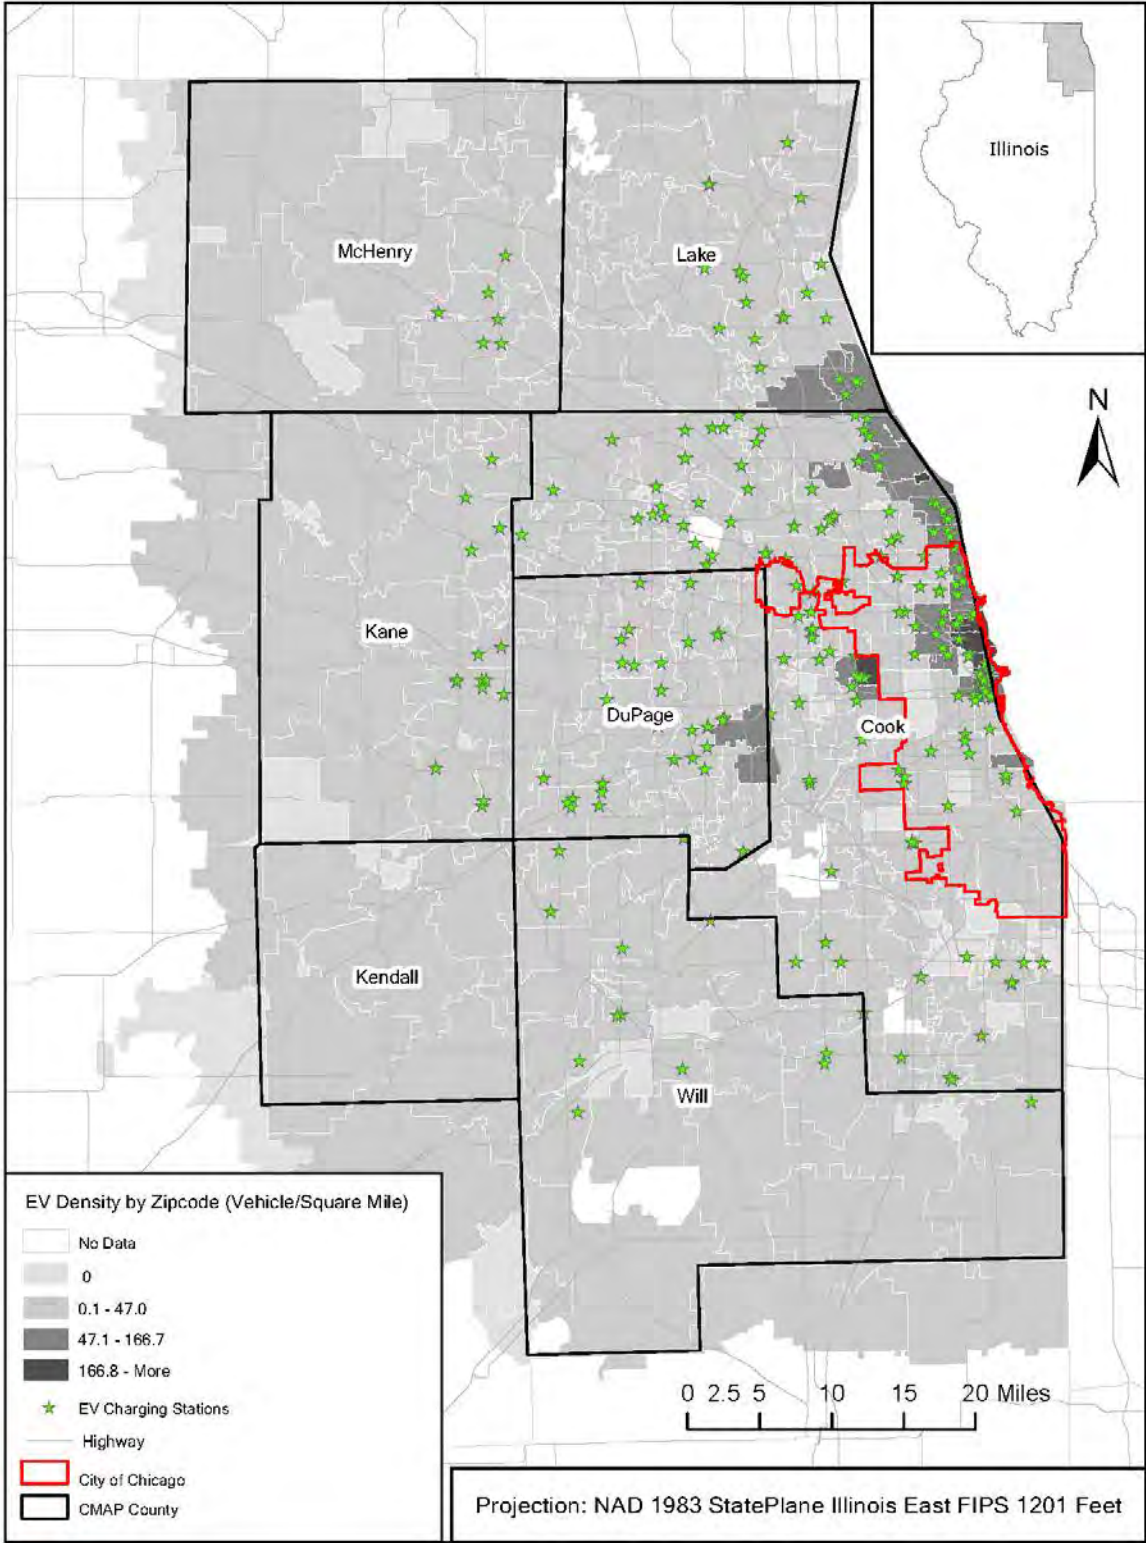 Illinois
McHenry
Lake
N
Kane
DuPage
Cook
Kendall
Will
EV Density by Zipcode (Vehicle/Square Mile)
No Data
0
0.1 - 47.0
47.1 - 166.7
166.8 - More
EV Charging Stations
Highway
City of Chicago
CMAP County
0 2.5 5 10 15 20 Miles
Projection: NAD 1983 StatePlane Illinois East FIPS 1201 Feet